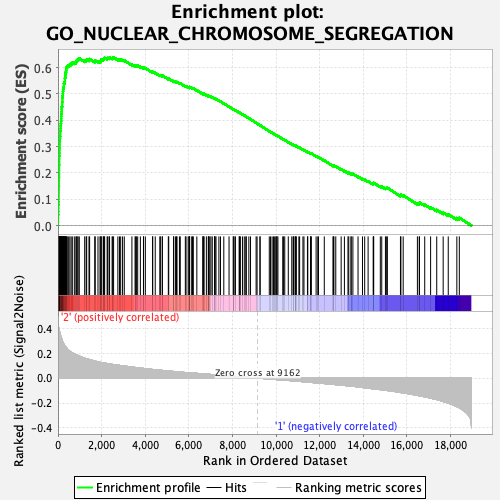 Enrichment plot:
GO_NUCLEAR_CHROMOSOME_SEGREGATION
Enrichment score (ES)
0.6
0.5
0.4
0.3
0.2
0.1
0.0
Ranked list metric (Signal2Noise)
'2' (positively correlated)
0.4
0.2
0.0
-0.2
-0.4
Zero cross at 9162
'1' (negatively correlated)
0 2,000 4,000 6,000 8,000 10,000 12,000 14,000 16,000 18,000
Rank in Ordered Dataset
Enrichment profile Hits Ranking metric scores